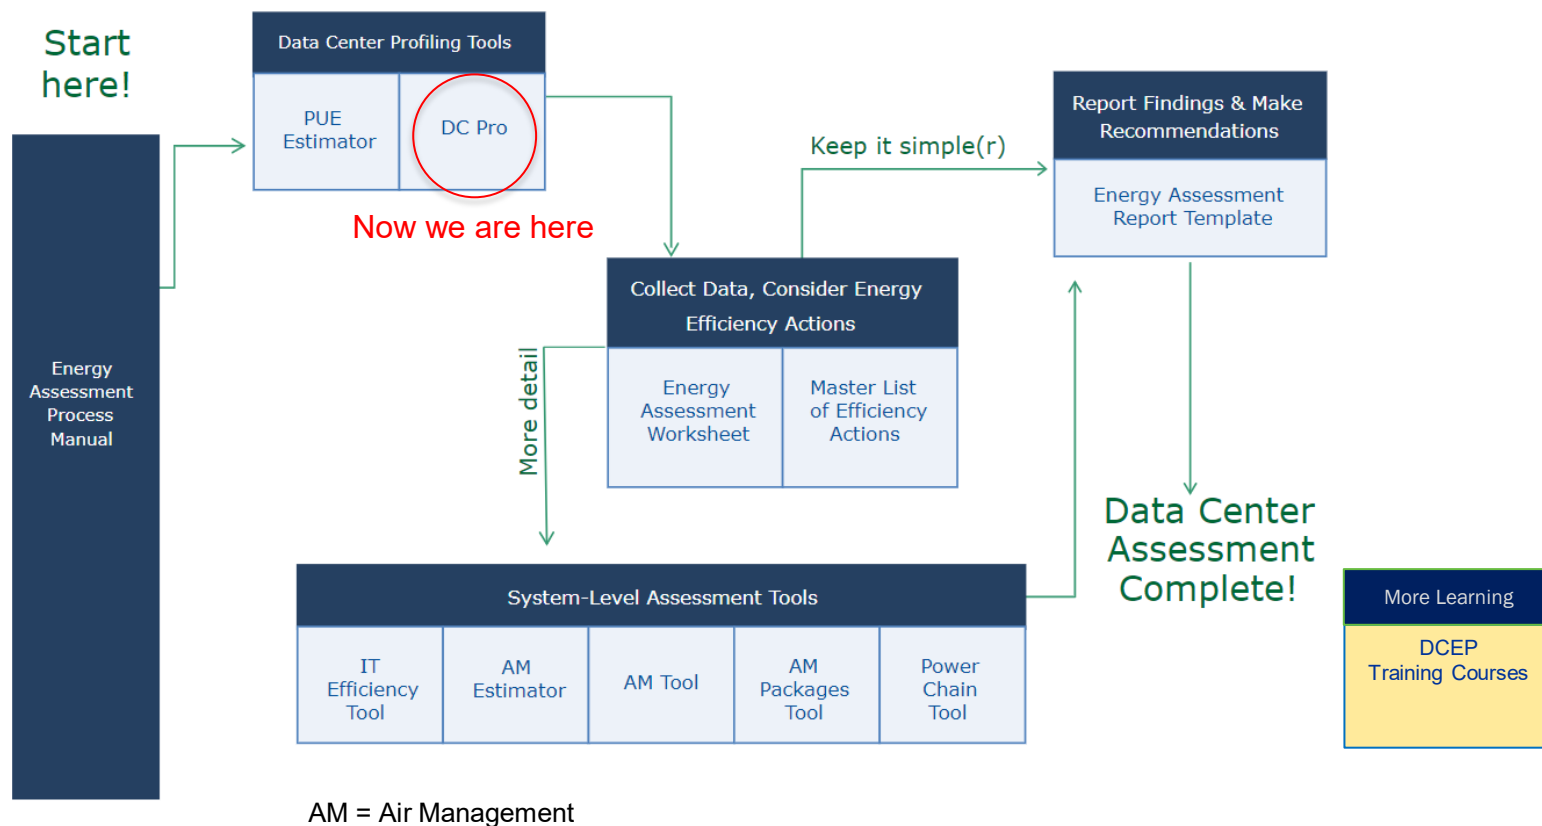 Start
here!
Energy
Assessment
Process
Manual
Data Center Profiling Tools
PUE
Estimator
DC Pro
Now we are here
Collect Data, Consider Energy
Efficiency Actions
Energy
Assessment
Worksheet
Master List
of Efficiency
Actions
Keep it simple(r)
More detail
Report Findings & Make
Recommendations
Energy Assessment
Report Template
System-Level Assessment Tools
IT
Efficiency
Tool
AM
Estimator
AM Tool
AM
Packages
Tool
Power
Chain
Tool
Data Center
Assessment
Complete!
More Learning
DCEP
Training Courses
AM = Air Management